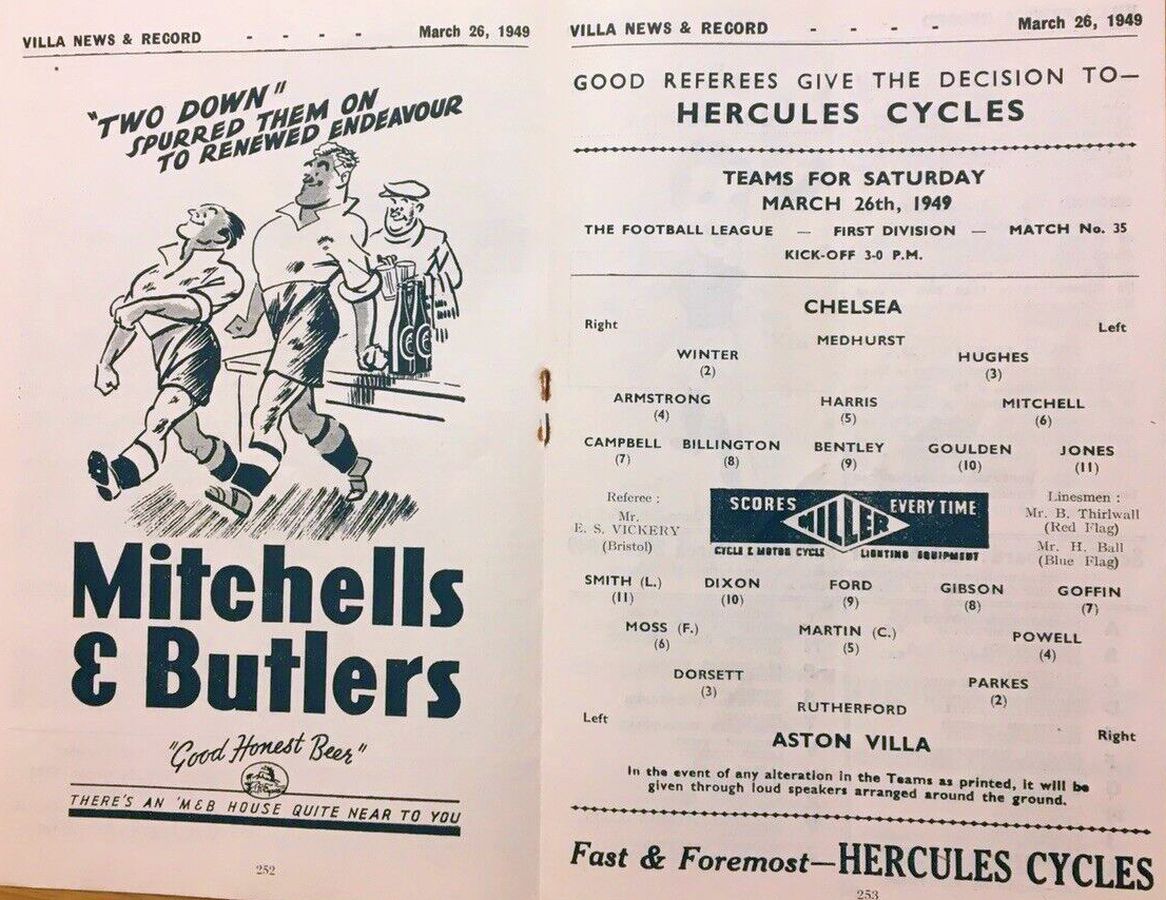 VILLA NEWS & RECORD - - - - March 26, 1949
"TWO DOWN"
SPURRED THEM ON
TO RENEWED ENDEAVOUR
Mitchells
& Butlers
"Good Honest Beer"
THERE'S AN 'M&B HOUSE QUITE NEAR TO YOU
252
VILLA NEWS & RECORD - - - - March 26, 1949
GOOD REFEREES GIVE THE DECISION TO—
HERCULES CYCLES
TEAMS FOR SATURDAY
MARCH 26th, 1949
THE FOOTBALL LEAGUE — FIRST DIVISION — MATCH No. 35
KICK-OFF 3-0 P.M.
CHELSEA
Right Left
MEDHURST
WINTER HUGHES
(2) (3)
ARMSTRONG HARRIS MITCHELL
(4) (5) (6)
CAMPBELL BILLINGTON BENTLEY GOULDEN JONES
(7) (8) (9) (10) (11)
Referee :
Mr.
E. S. VICKERY
(Bristol)
SCORES MILLER EVERY TIME
CYCLE & MOTOR CYCLE LIGHTING EQUIPMENT
Linesmen :
Mr. B. Thirlwall
(Red Flag)
Mr. H. Ball
(Blue Flag)
SMITH (L.) DIXON FORD GIBSON GOFFIN
(11) (10) (9) (8) (7)
MOSS (F.) MARTIN (C.) POWELL
(6) (5) (4)
DORSETT PARKES
(3) (2)
RUTHERFORD
Left Right
ASTON VILLA
In the event of any alteration in the Teams as printed, it will be
given through loud speakers arranged around the ground.
Fast & Foremost—HERCULES CYCLES
253